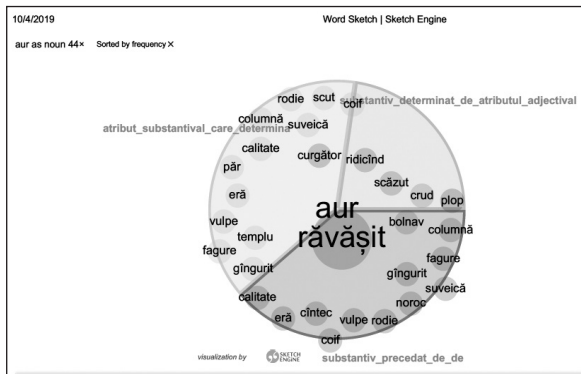 10/4/2019 Word Sketch | Sketch Engine
aur as noun 44× Sorted by frequency X
rodie scut coif substantiv_determinat_de_atributul_adjectival
columnă suveică
atribut_substantival_care_determina
calitate curgător ridicînd
păr
scăzut
eră crud plop
aur
vulpe răvășit bolnav columnă
templu
fagure fagure
gîngurit gîngurit suveică
calitate noroc
eră cîntec vulpe rodie
coif substantiv_precedat_de_de
visualization by SKETCH ENGINE